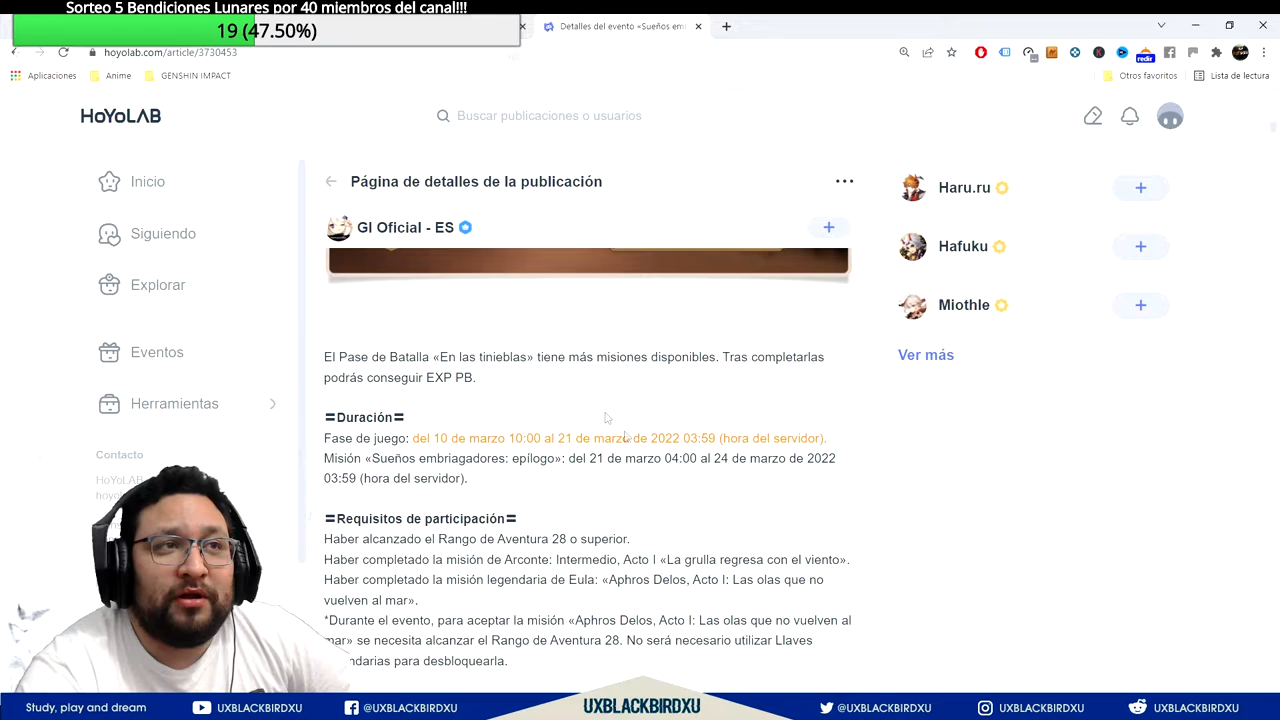 Sorteo 5 Bendiciones Lunares por 40 miembros del canal!!!
19 (47.50%)
Detalles del evento «Sueños em
hoyolab.com/article/3730453
Aplicaciones
Anime
GENSHIN IMPACT
Otros favoritos
Lista de lectura
HoYoLAB
Buscar publicaciones o usuarios
Inicio
Siguiendo
Explorar
Eventos
Herramientas
Contacto
HoYoLAB
Página de detalles de la publicación
GI Oficial - ES
El Pase de Batalla «En las tinieblas» tiene más misiones disponibles. Tras completarlas
podrás conseguir EXP PB.
〓Duración〓
Fase de juego: del 10 de marzo 10:00 al 21 de marzo de 2022 03:59 (hora del servidor).
Misión «Sueños embriagadores: epílogo»: del 21 de marzo 04:00 al 24 de marzo de 2022
03:59 (hora del servidor).
〓Requisitos de participación〓
Haber alcanzado el Rango de Aventura 28 o superior.
Haber completado la misión de Arconte: Intermedio, Acto I «La grulla regresa con el viento».
Haber completado la misión legendaria de Eula: «Aphros Delos, Acto I: Las olas que no
vuelven al mar».
*Durante el evento, para aceptar la misión «Aphros Delos, Acto I: Las olas que no vuelven al
mar» se necesita alcanzar el Rango de Aventura 28. No será necesario utilizar Llaves
endarias para desbloquearla.
Haru.ru
Hafuku
Miothle
Ver más
redir
Study, play and dream
UXBLACKBIRDXU
@UXBLACKBIRDXU
UXBLACKBIRDXU
@UXBLACKBIRDXU
UXBLACKBIRDXU
UXBLACKBIRDXU